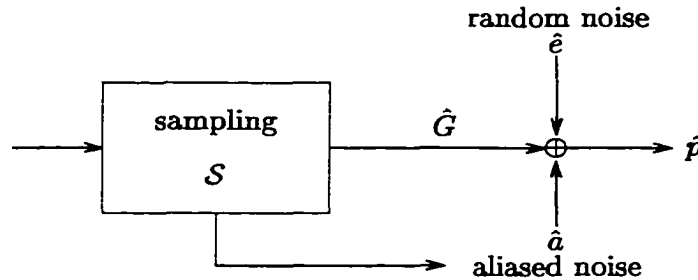 random noise
ê
sampling
Ĝ
p̂
S
â
aliased noise